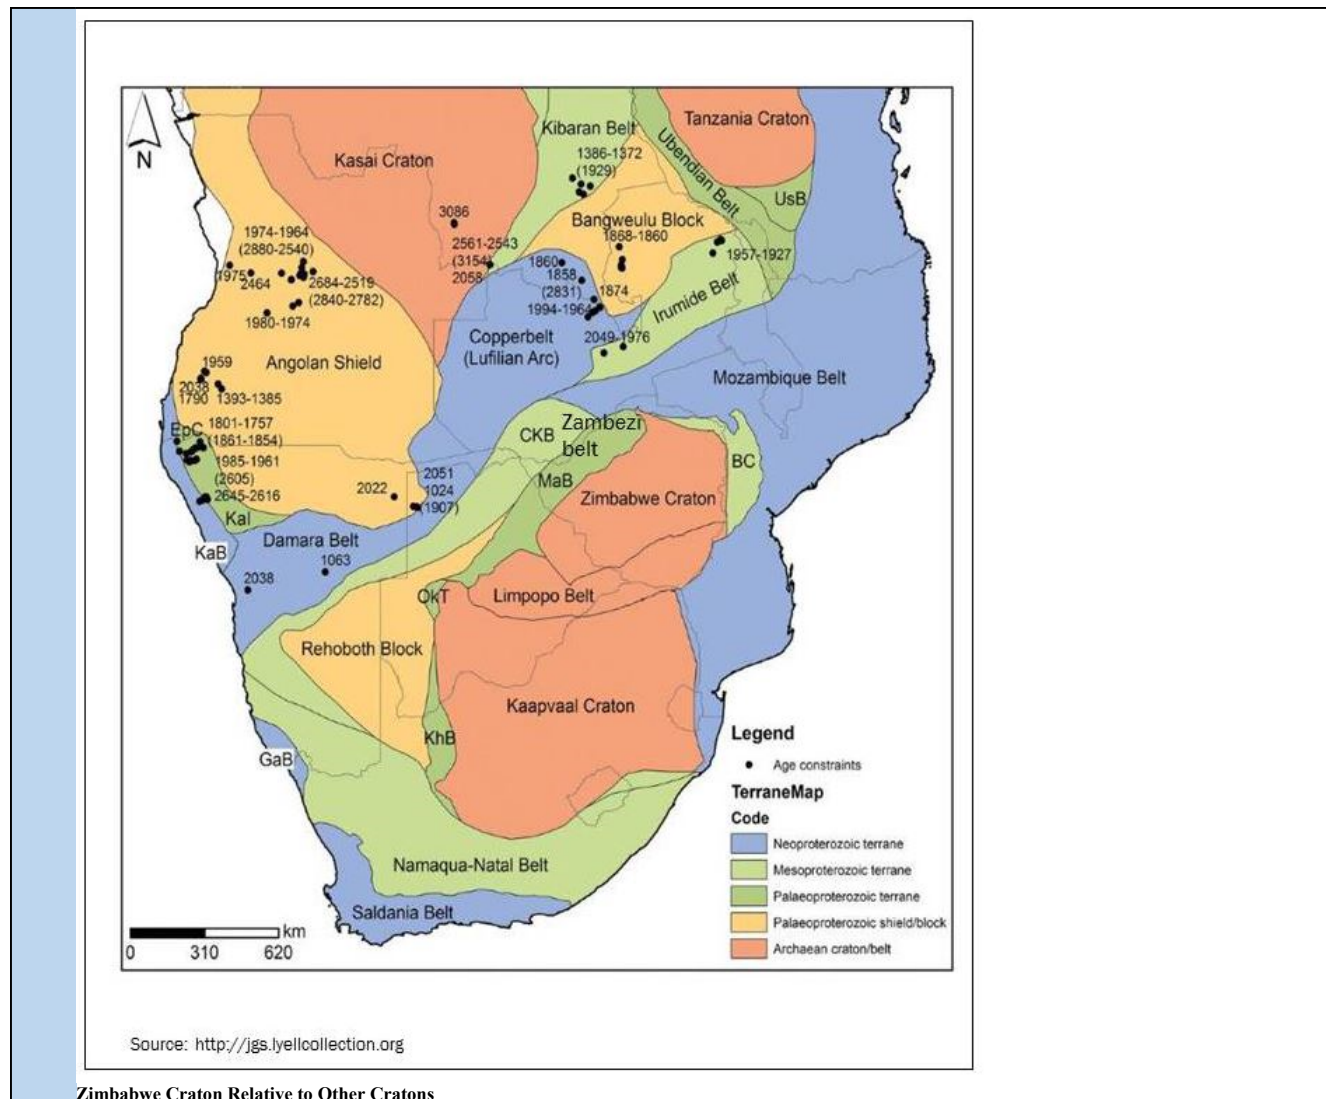 Kibaran Belt
Tanzania Craton
Ubendian Belt
N
Kasai Craton
1386-1372
(1929)
UsB
3086
Bangweulu Block
1868-1860
1974-1964
(2880-2540)
2561-2543
(3154)
2058
1957-1927
1975
2464
2684-2519
(2840-2782)
1860
1858
(2831)
1874
1994-1964
Irumide Belt
1980-1974
Copperbelt
(Lufilian Arc)
2049-1976
1959
Angolan Shield
Mozambique Belt
2038
1790
1393-1385
EpC
1801-1757
(1861-1854)
Zambezi
belt
CKB
BC
1985-1961
(2605)
2645-2616
2022
2051
1024
(1907)
MaB
Zimbabwe Craton
Kal
KaB
Damara Belt
1063
2038
OkT
Limpopo Belt
Rehoboth Block
Kaapvaal Craton
KhB
GaB
Legend
Age constraints
TerraneMap
Code
Neoproterozoic terrane
Mesoproterozoic terrane
Palaeoproterozoic terrane
Palaeoproterozoic shield/block
Archaean craton/belt
Namaqua-Natal Belt
Saldania Belt
km
0 310 620
Source: http://jgs.lyellcollection.org
Zimbabwe Craton Relative to Other Cratons